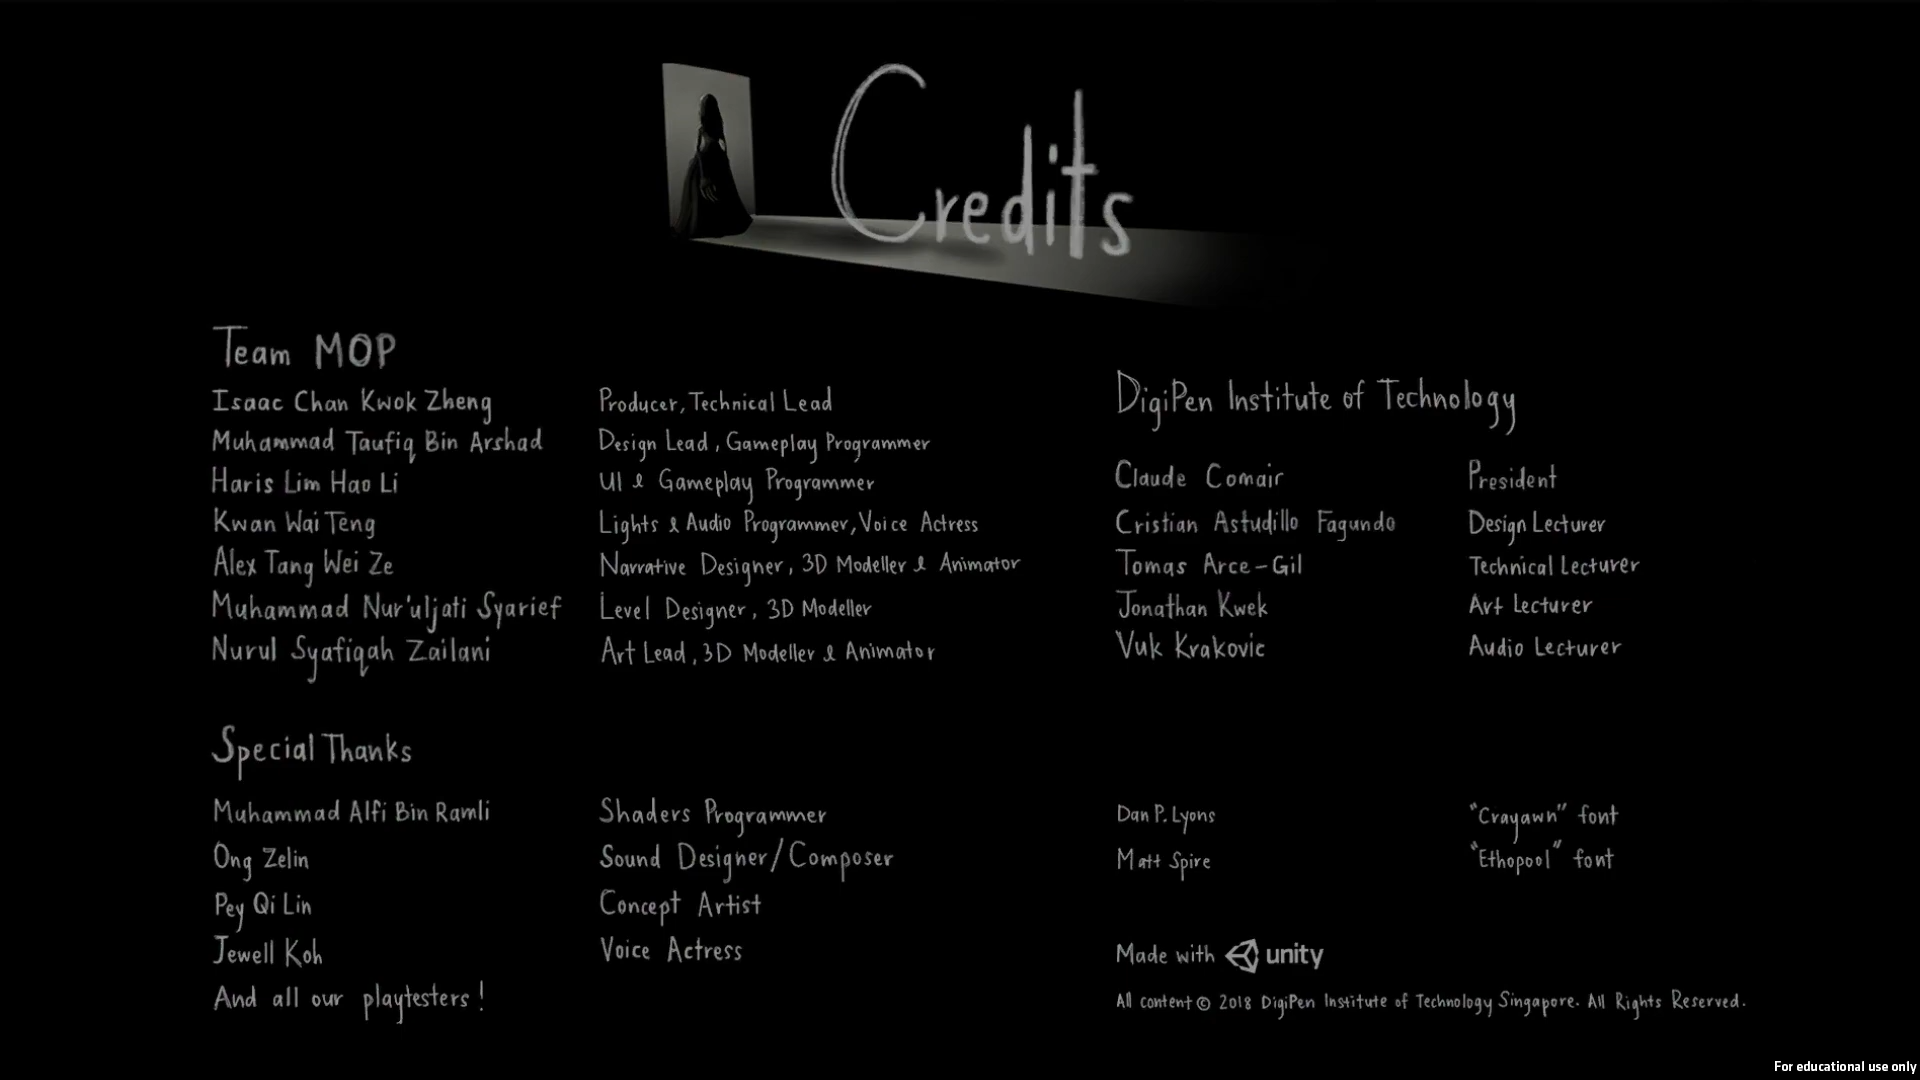 Credits
Team MOP
Isaac Chan Kwok Zheng Producer, Technical Lead
Muhammad Taufiq Bin Arshad Design Lead, Gameplay Programmer
Haris Lim Hao Li UI & Gameplay Programmer
Kwan Wai Teng Lights & Audio Programmer, Voice Actress
Alex Tang Wei Ze Narrative Designer, 3D Modeller & Animator
Muhammad Nur'uljati Syarief Level Designer, 3D Modeller
Nurul Syafiqah Zailani Art Lead, 3D Modeller & Animator
DigiPen Institute of Technology
Claude Comair President
Cristian Astudillo Fagundo Design Lecturer
Tomas Arce-Gil Technical Lecturer
Jonathan Kwek Art Lecturer
Vuk Krakovic Audio Lecturer
Special Thanks
Muhammad Alfi Bin Ramli Shaders Programmer
Ong Zelin Sound Designer/Composer
Pey Qi Lin Concept Artist
Jewell Koh Voice Actress
And all our playtesters!
Dan P. Lyons "Crayawn" font
Matt Spire "Ethopool" font
Made with unity
All content © 2018 DigiPen Institute of Technology Singapore. All Rights Reserved.
For educational use only